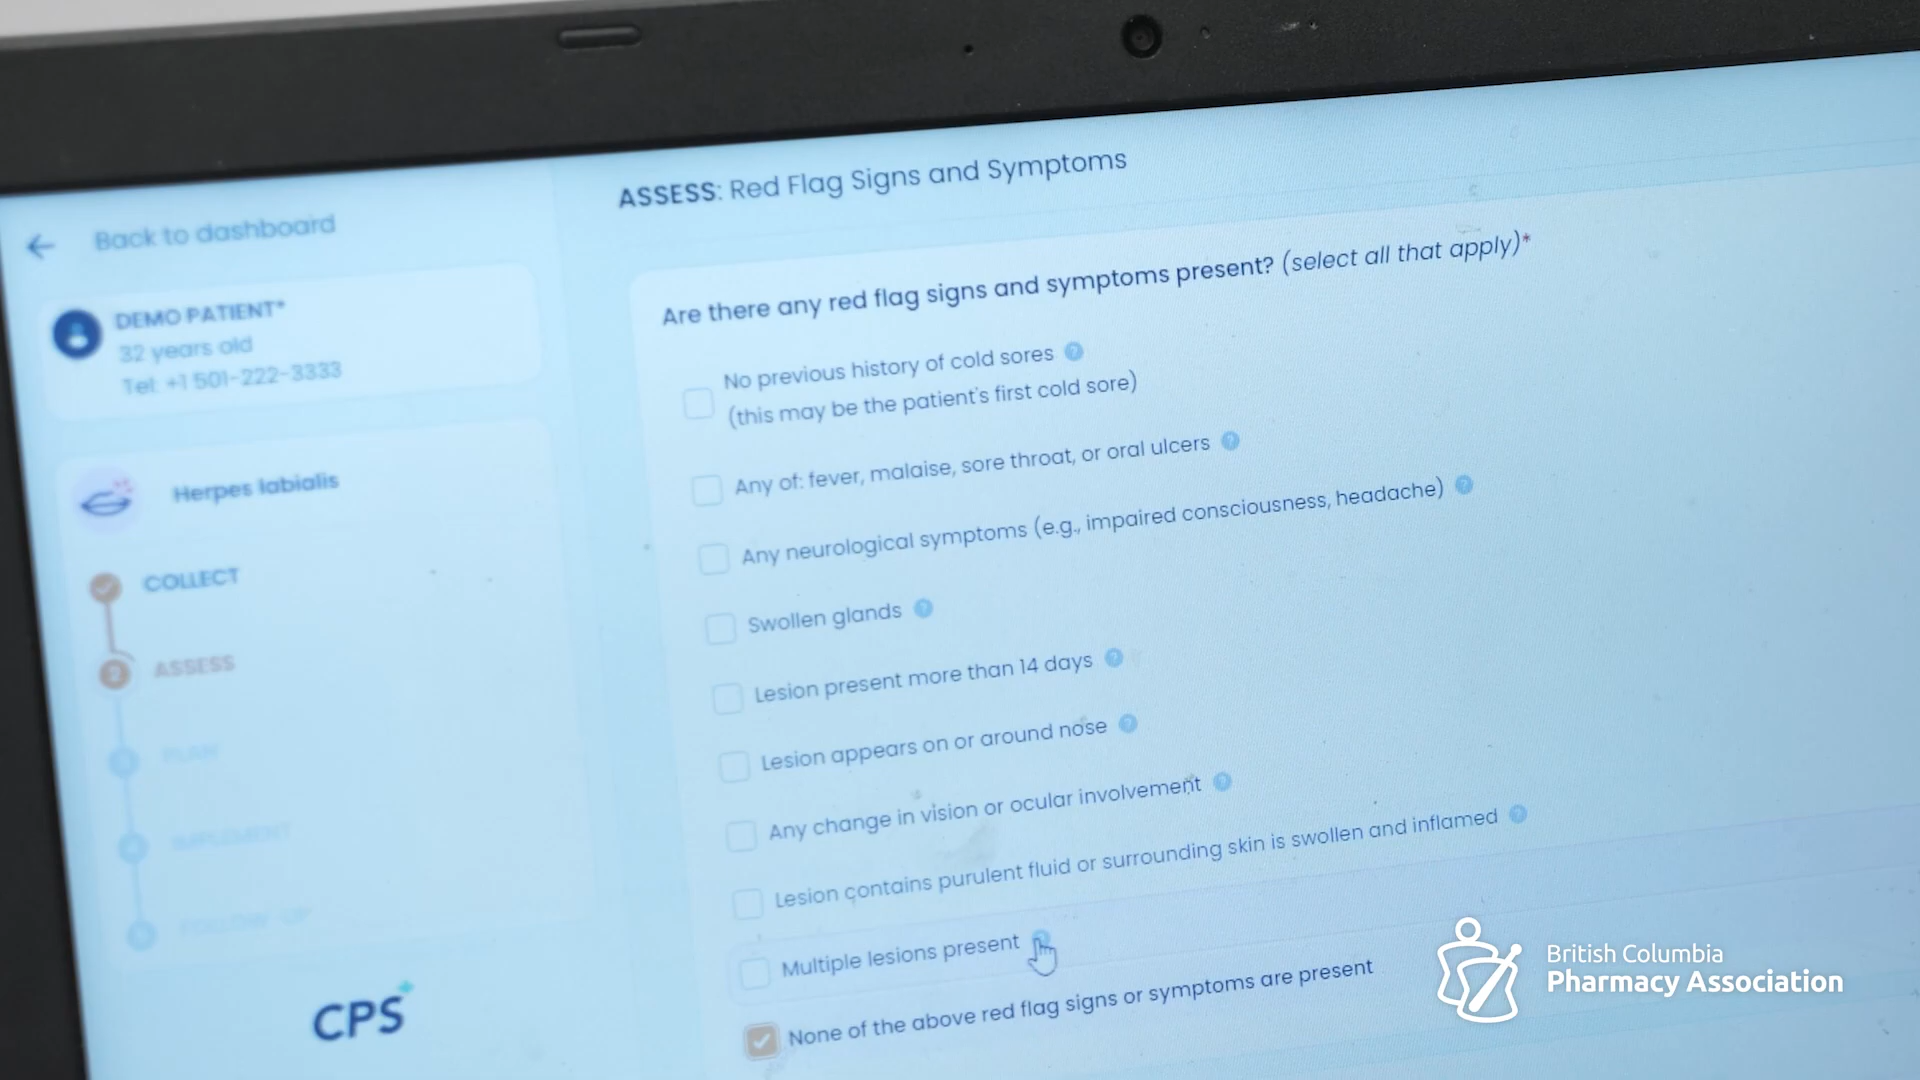 ASSESS: Red Flag Signs and Symptoms
Back to dashboard
DEMO PATIENT*
32 years old
Tel: +1 501-222-3333
Herpes labialis
COLLECT
2 ASSESS
PLAN
IMPLEMENT
FOLLOW-UP
CPS
Are there any red flag signs and symptoms present? (select all that apply)*
No previous history of cold sores ?
(this may be the patient's first cold sore)
Any of: fever, malaise, sore throat, or oral ulcers ?
Any neurological symptoms (e.g., impaired consciousness, headache) ?
Swollen glands ?
Lesion present more than 14 days ?
Lesion appears on or around nose ?
Any change in vision or ocular involvement ?
Lesion contains purulent fluid or surrounding skin is swollen and inflamed ?
Multiple lesions present
None of the above red flag signs or symptoms are present
British Columbia
Pharmacy Association